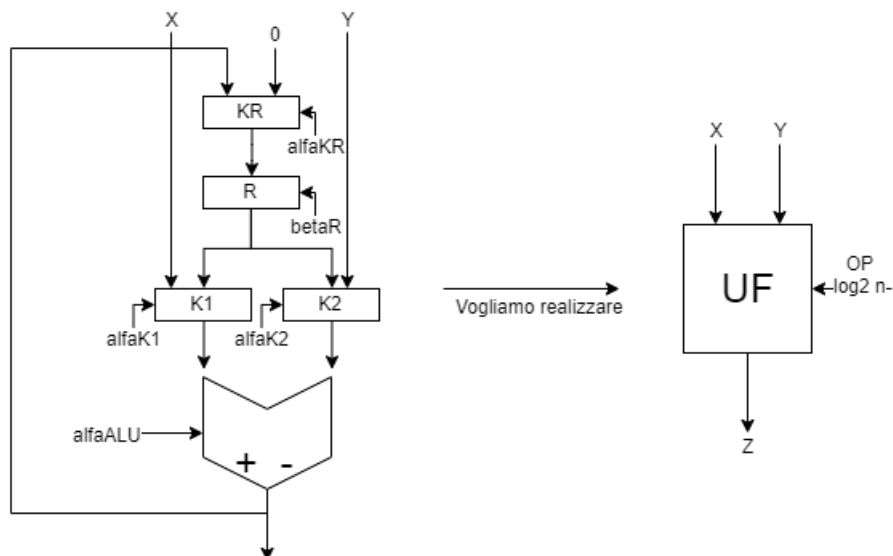 X
0
Y
KR
alfaKR
R
betaR
K1
K2
alfaK1
alfaK2
alfaALU
+ -
Vogliamo realizzare
X
Y
UF
OP
log2 n-
Z